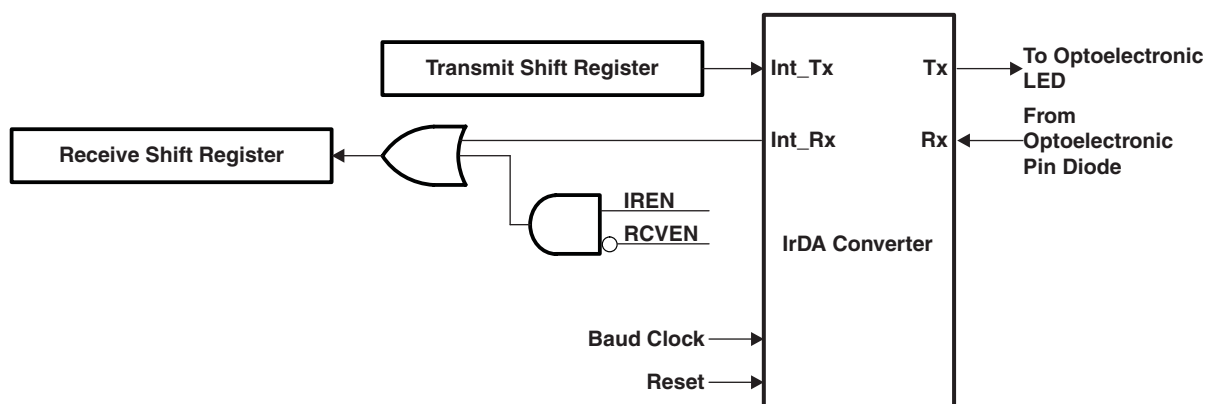 Transmit Shift Register
Int_Tx
Tx
To Optoelectronic
LED
Receive Shift Register
Int_Rx
Rx
From
Optoelectronic
Pin Diode
IREN
RCVEN
IrDA Converter
Baud Clock
Reset